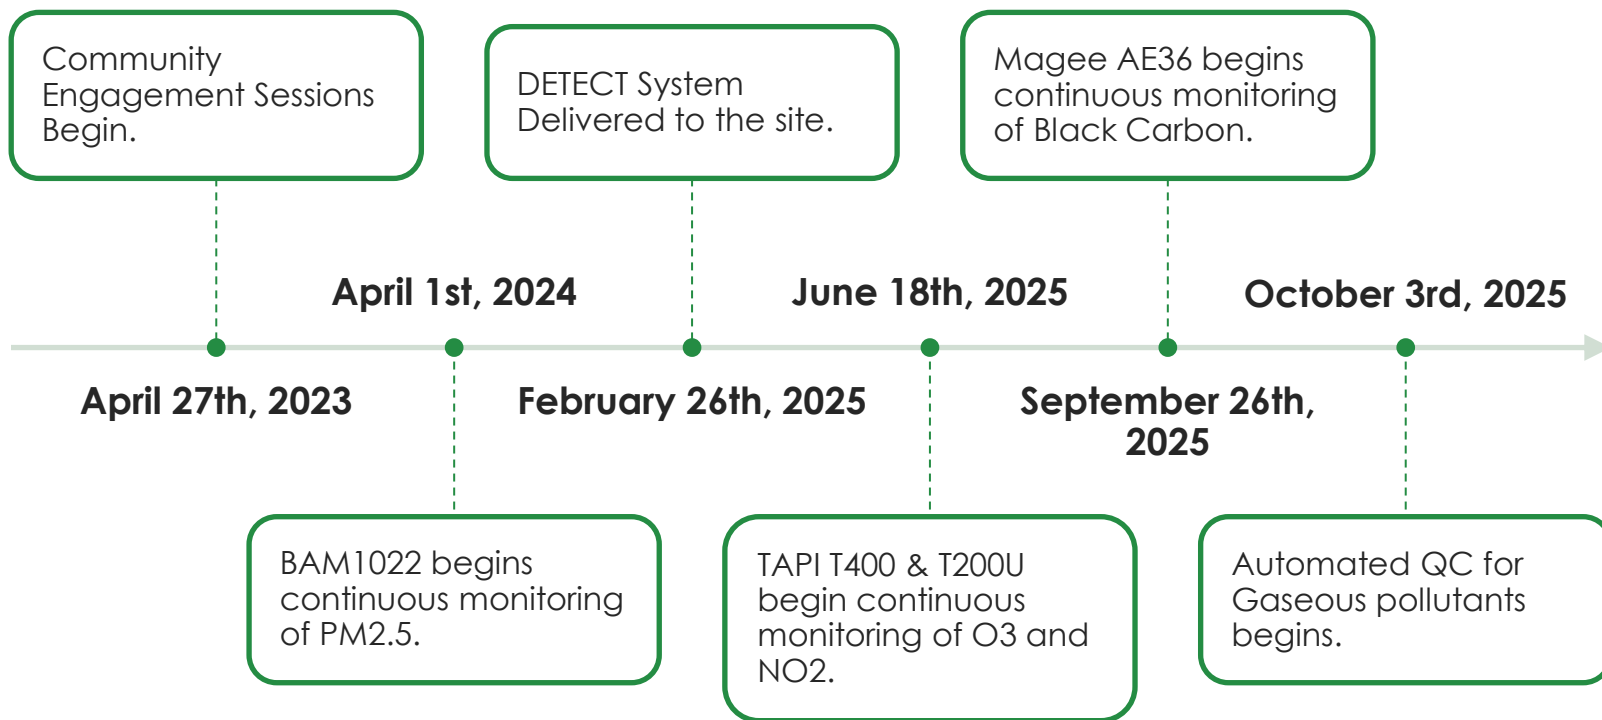 Community
Engagement Sessions
Begin.
DETECT System
Delivered to the site.
Magee AE36 begins
continuous monitoring
of Black Carbon.
April 1st, 2024
June 18th, 2025
October 3rd, 2025
April 27th, 2023
February 26th, 2025
September 26th,
2025
BAM1022 begins
continuous monitoring
of PM2.5.
TAPI T400 & T200U
begin continuous
monitoring of O3 and
NO2.
Automated QC for
Gaseous pollutants
begins.